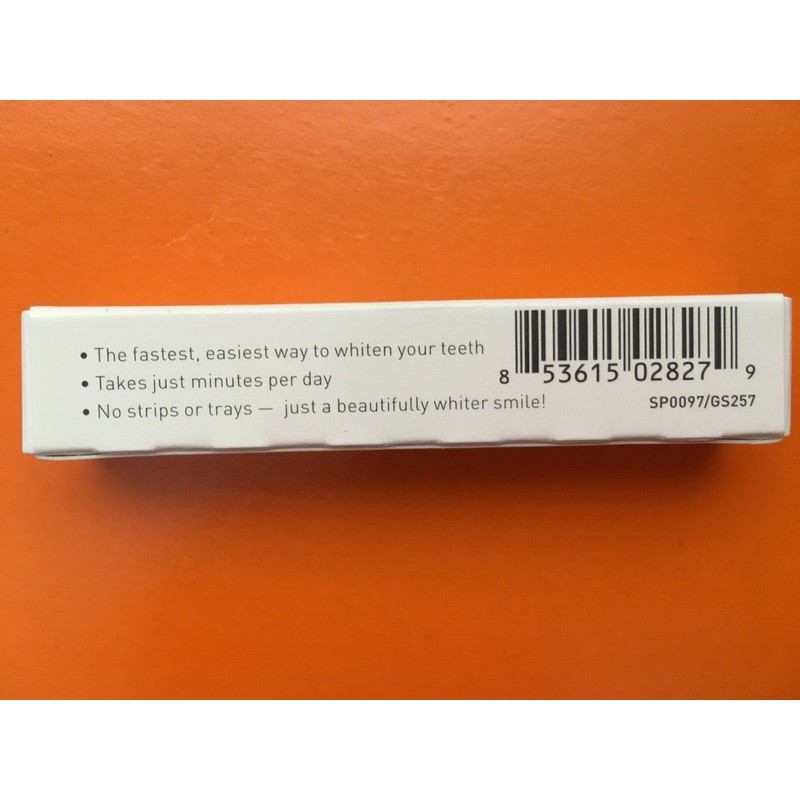 • The fastest, easiest way to whiten your teeth
• Takes just minutes per day
• No strips or trays — just a beautifully whiter smile!
8 53615 02827 9
SP0097/GS257